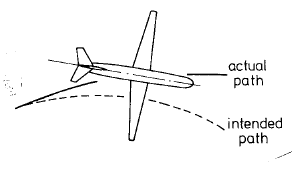 actual
path
intended
path